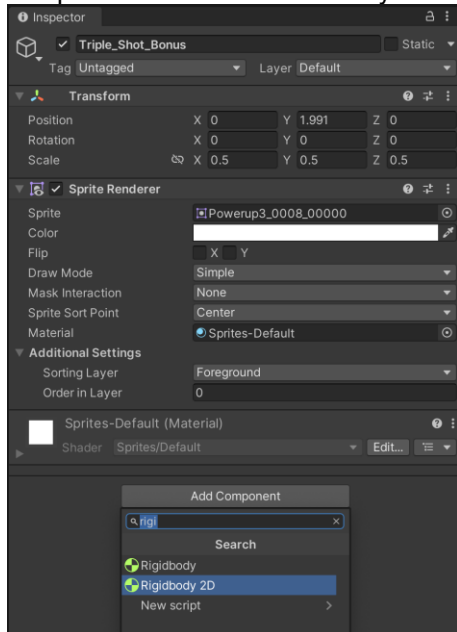 Inspector
Triple_Shot_Bonus Static
Tag Untagged Layer Default
Transform
Position X 0 Y 1.991 Z 0
Rotation X 0 Y 0 Z 0
Scale X 0.5 Y 0.5 Z 0.5
Sprite Renderer
Sprite Powerup3_0008_00000
Color
Flip X Y
Draw Mode Simple
Mask Interaction None
Sprite Sort Point Center
Material Sprites-Default
Additional Settings
Sorting Layer Foreground
Order in Layer 0
Sprites-Default (Material)
Shader Sprites/Default Edit...
Add Component
rigi
Search
Rigidbody
Rigidbody 2D
New script